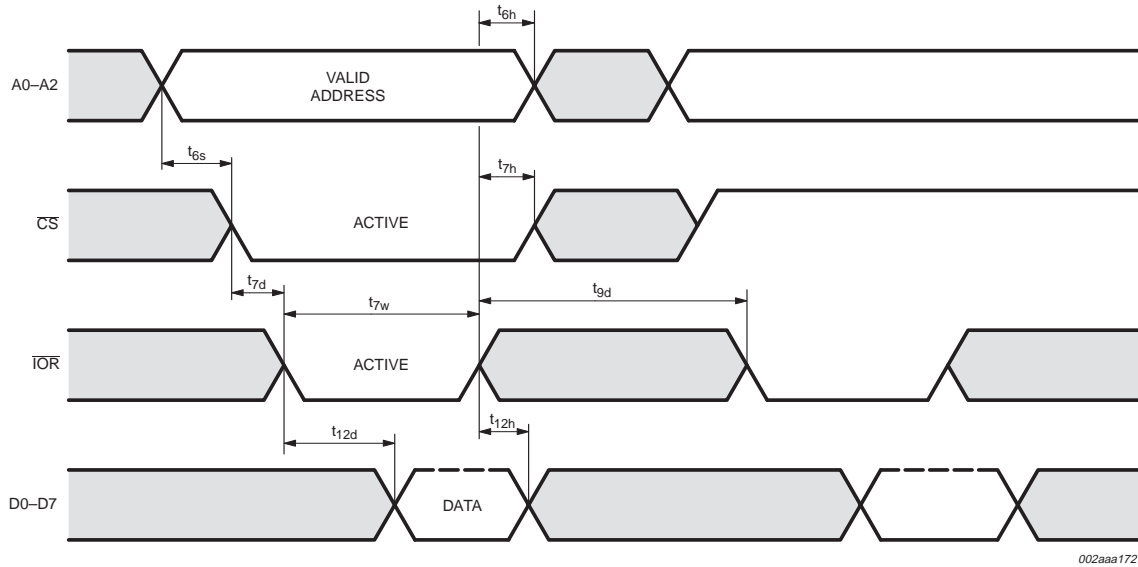 t6h
A0–A2
VALID
ADDRESS
t6s
t7h
CS
ACTIVE
t7d
t7w
t9d
IOR
ACTIVE
t12d
t12h
D0–D7
DATA
002aaa172